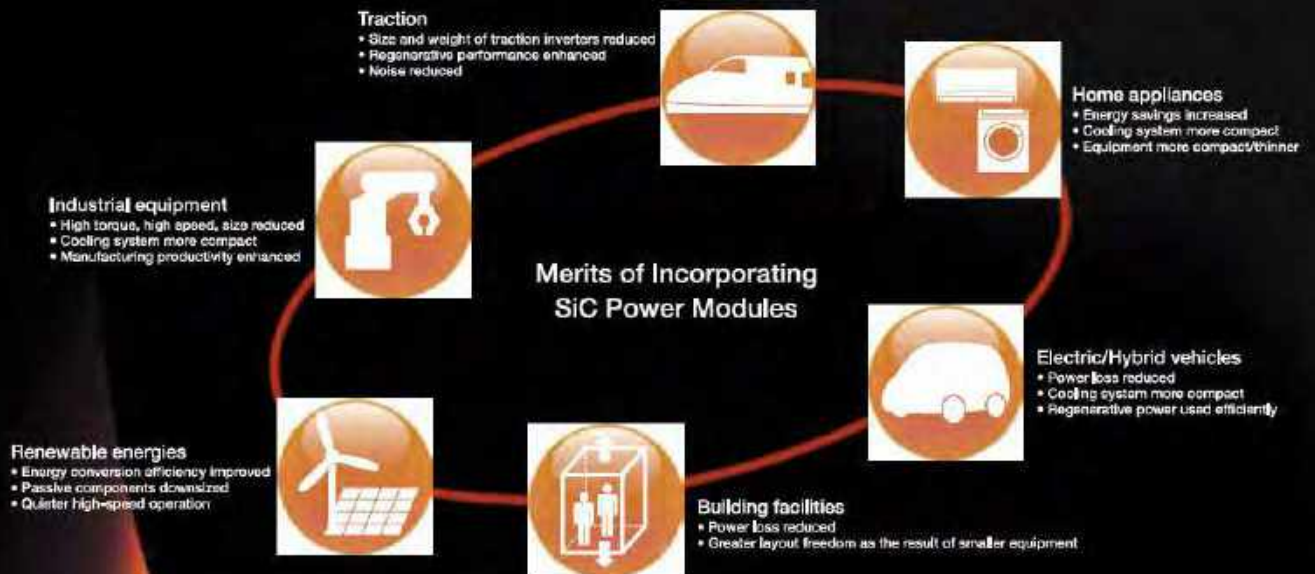 Traction
• Size and weight of traction inverters reduced
• Regenerative performance enhanced
• Noise reduced
Home appliances
• Energy savings increased
• Cooling system more compact
• Equipment more compact/thinner
Industrial equipment
• High torque, high speed, size reduced
• Cooling system more compact
• Manufacturing productivity enhanced
Merits of Incorporating
SiC Power Modules
Electric/Hybrid vehicles
• Power loss reduced
• Cooling system more compact
• Regenerative power used efficiently
Renewable energies
• Energy conversion efficiency improved
• Passive components downsized
• Quieter high-speed operation
Building facilities
• Power loss reduced
• Greater layout freedom as the result of smaller equipment